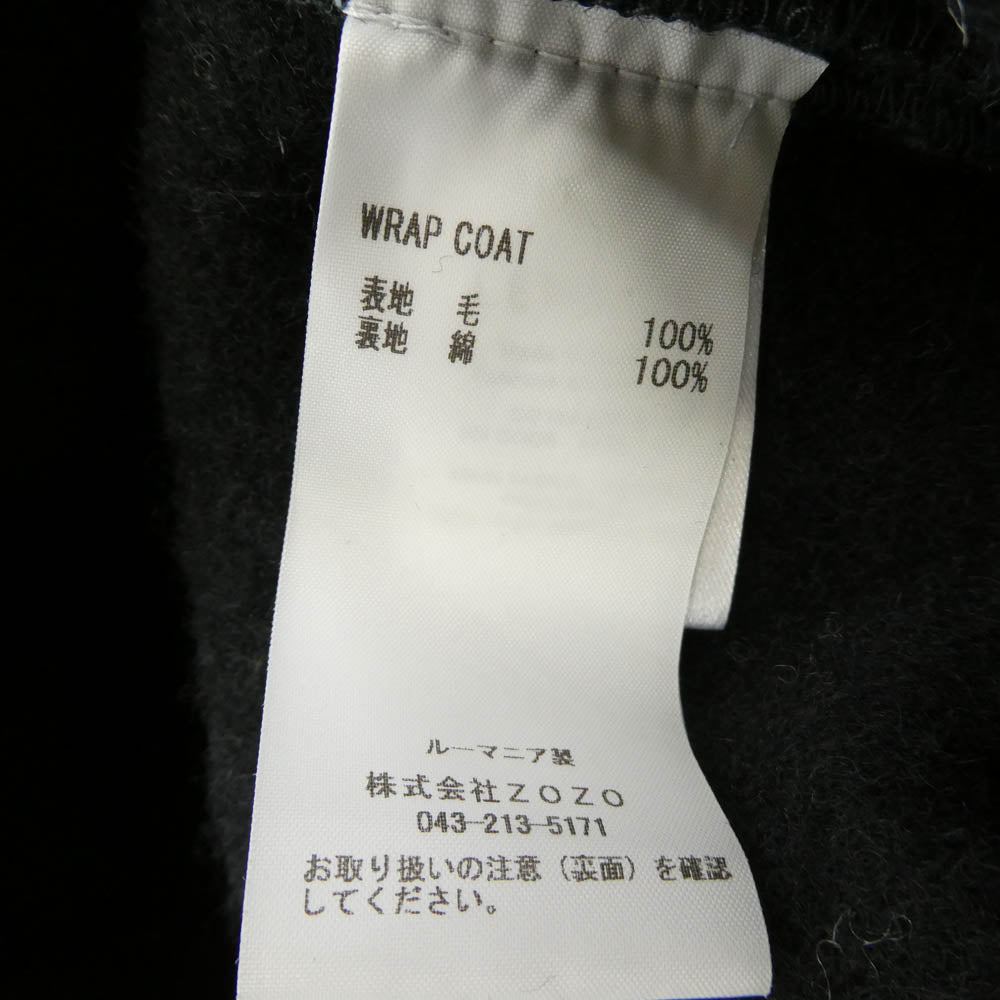 WRAP COAT
表地 毛 100%
裏地 綿 100%
ルーマニア製
株式会社ZOZO
043-213-5171
お取り扱いの注意(裏面)を確認
してください。